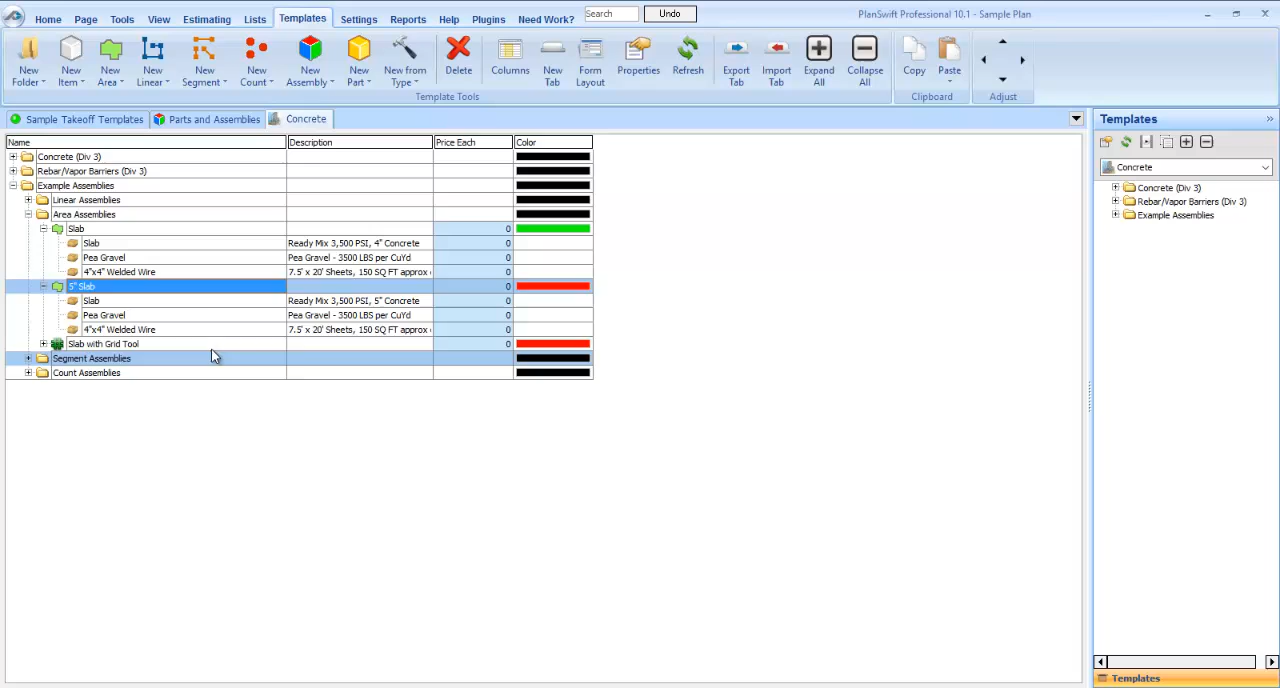 Home Page Tools View Estimating Lists Templates Settings Reports Help Plugins Need Work? Search Undo PlanSwift Professional 10.1 - Sample Plan
New Folder New Item New Area New Linear New Segment New Count New Assembly New Part New from Type Delete Columns New Tab Form Layout Properties Refresh Export Tab Import Tab Expand All Collapse All Copy Paste
Template Tools Clipboard Adjust
Sample Takeoff Templates Parts and Assemblies Concrete Templates
Name Description Price Each Color
Concrete (Div 3)
Rebar/Vapor Barriers (Div 3)
Example Assemblies
Linear Assemblies
Area Assemblies
Slab 0
Slab Ready Mix 3,500 PSI, 4" Concrete 0
Pea Gravel Pea Gravel - 3500 LBS per CuYd 0
4"x4" Welded Wire 7.5' x 20' Sheets, 150 SQ FT approx 0
5" Slab 0
Slab Ready Mix 3,500 PSI, 5" Concrete 0
Pea Gravel Pea Gravel - 3500 LBS per CuYd 0
4"x4" Welded Wire 7.5' x 20' Sheets, 150 SQ FT approx 0
Slab with Grid Tool 0
Segment Assemblies
Count Assemblies
Concrete
Concrete (Div 3)
Rebar/Vapor Barriers (Div 3)
Example Assemblies
Templates